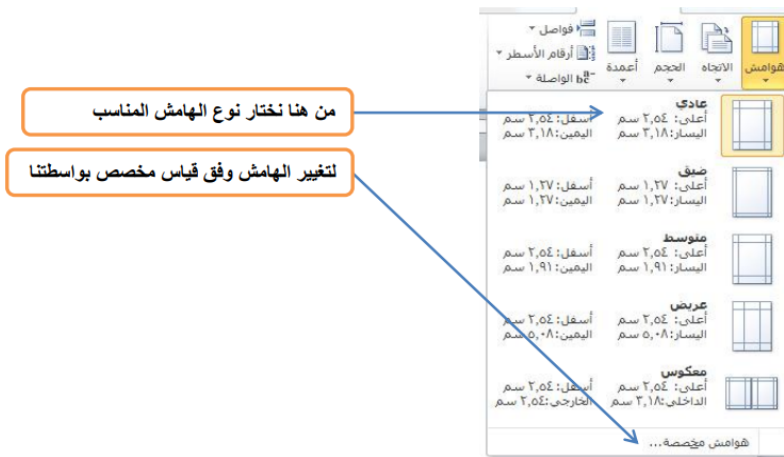 هوامش
الاتجاه
الحجم
أعمدة
فواصل
أرقام الأسطر
الواصلة
bc
a-
من هنا نختار نوع الهامش المناسب
لتغيير الهامش وفق قياس مخصص بواسطتنا
عادي
أعلى: ٢,٥٤ سم أسفل: ٢,٥٤ سم
اليسار: ٣,١٨ سم اليمين: ٣,١٨ سم
ضيق
أعلى: ١,٢٧ سم أسفل: ١,٢٧ سم
اليسار: ١,٢٧ سم اليمين: ١,٢٧ سم
متوسط
أعلى: ٢,٥٤ سم أسفل: ٢,٥٤ سم
اليسار: ١,٩١ سم اليمين: ١,٩١ سم
عريض
أعلى: ٢,٥٤ سم أسفل: ٢,٥٤ سم
اليسار: ٥,٠٨ سم اليمين: ٥,٠٨ سم
معكوس
أعلى: ٢,٥٤ سم أسفل: ٢,٥٤ سم
الداخلي: ٣,١٨ سم الخارجي: ٢,٥٤ سم
هوامش مخصصة...